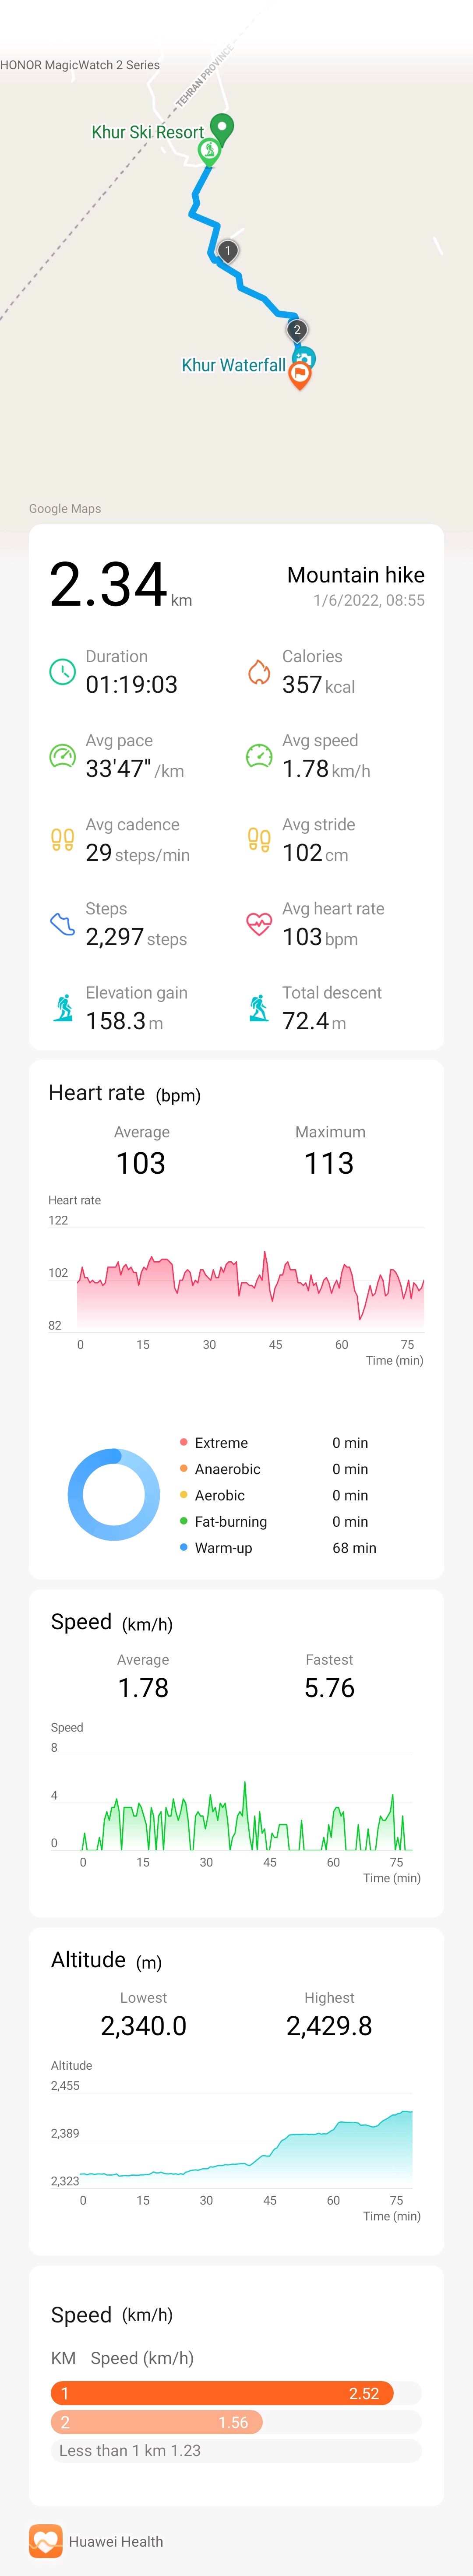 HONOR MagicWatch 2 Series
TEHRAN PROVINCE
Khur Ski Resort
1
2
Khur Waterfall
Google Maps
2.34 km
Mountain hike
1/6/2022, 08:55
Duration
01:19:03
Calories
357 kcal
Avg pace
33'47" /km
Avg speed
1.78 km/h
Avg cadence
29 steps/min
Avg stride
102 cm
Steps
2,297 steps
Avg heart rate
103 bpm
Elevation gain
158.3 m
Total descent
72.4 m
Heart rate (bpm)
Average
103
Maximum
113
Heart rate
122
102
82
0 15 30 45 60 75
Time (min)
Extreme 0 min
Anaerobic 0 min
Aerobic 0 min
Fat-burning 0 min
Warm-up 68 min
Speed (km/h)
Average
1.78
Fastest
5.76
Speed
8
4
0
0 15 30 45 60 75
Time (min)
Altitude (m)
Lowest
2,340.0
Highest
2,429.8
Altitude
2,455
2,389
2,323
0 15 30 45 60 75
Time (min)
Speed (km/h)
KM Speed (km/h)
1 2.52
2 1.56
Less than 1 km 1.23
Huawei Health